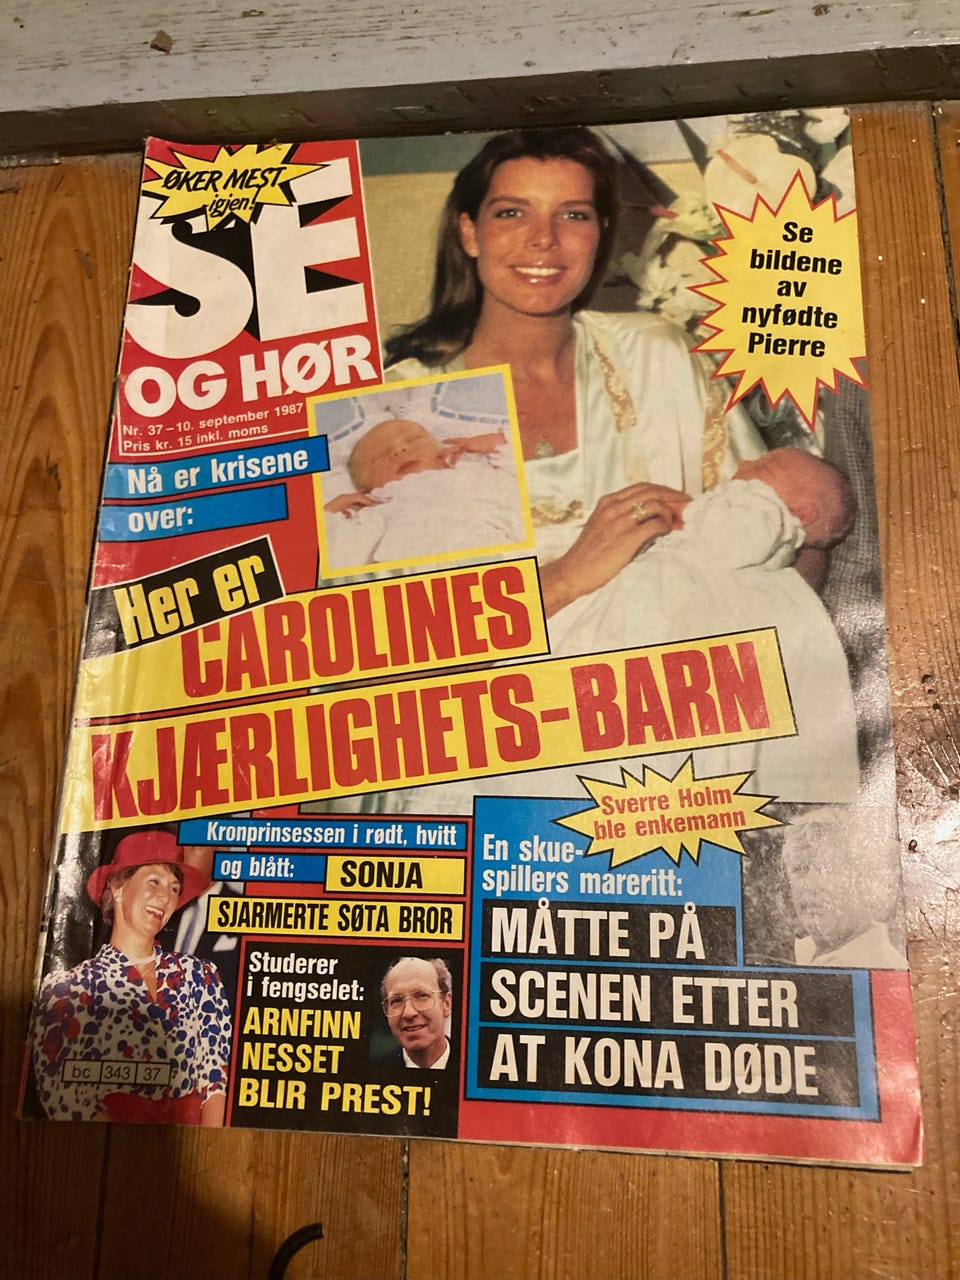 ØKER MEST
igjen!
SE
OG HØR
Nr. 37 – 10. september 1987
Pris kr. 15 inkl. moms
Se
bildene
av
nyfødte
Pierre
Nå er krisene
over:
Her er
CAROLINES
KJÆRLIGHETS-BARN
Kronprinsessen i rødt, hvitt
og blått: SONJA
SJARMERTE SØTA BROR
Studerer
i fengselet:
ARNFINN
NESSET
BLIR PREST!
bc 343 37
Sverre Holm
ble enkemann
En skue-
spillers mareritt:
MÅTTE PÅ
SCENEN ETTER
AT KONA DØDE